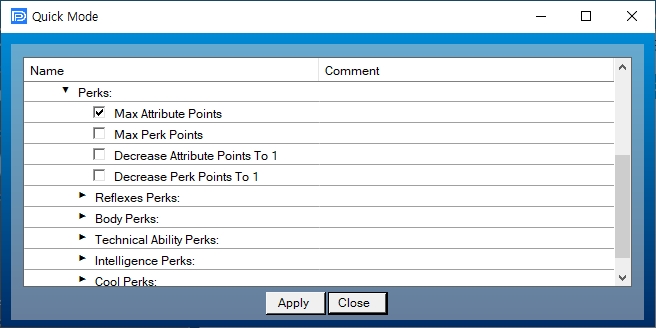 Quick Mode
Name Comment
Perks:
Max Attribute Points
Max Perk Points
Decrease Attribute Points To 1
Decrease Perk Points To 1
Reflexes Perks:
Body Perks:
Technical Ability Perks:
Intelligence Perks:
Cool Perks:
Apply Close